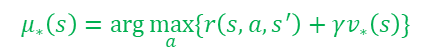 μ∗(s) = arg max{r(s, a, s′) + γv∗(s)}
a